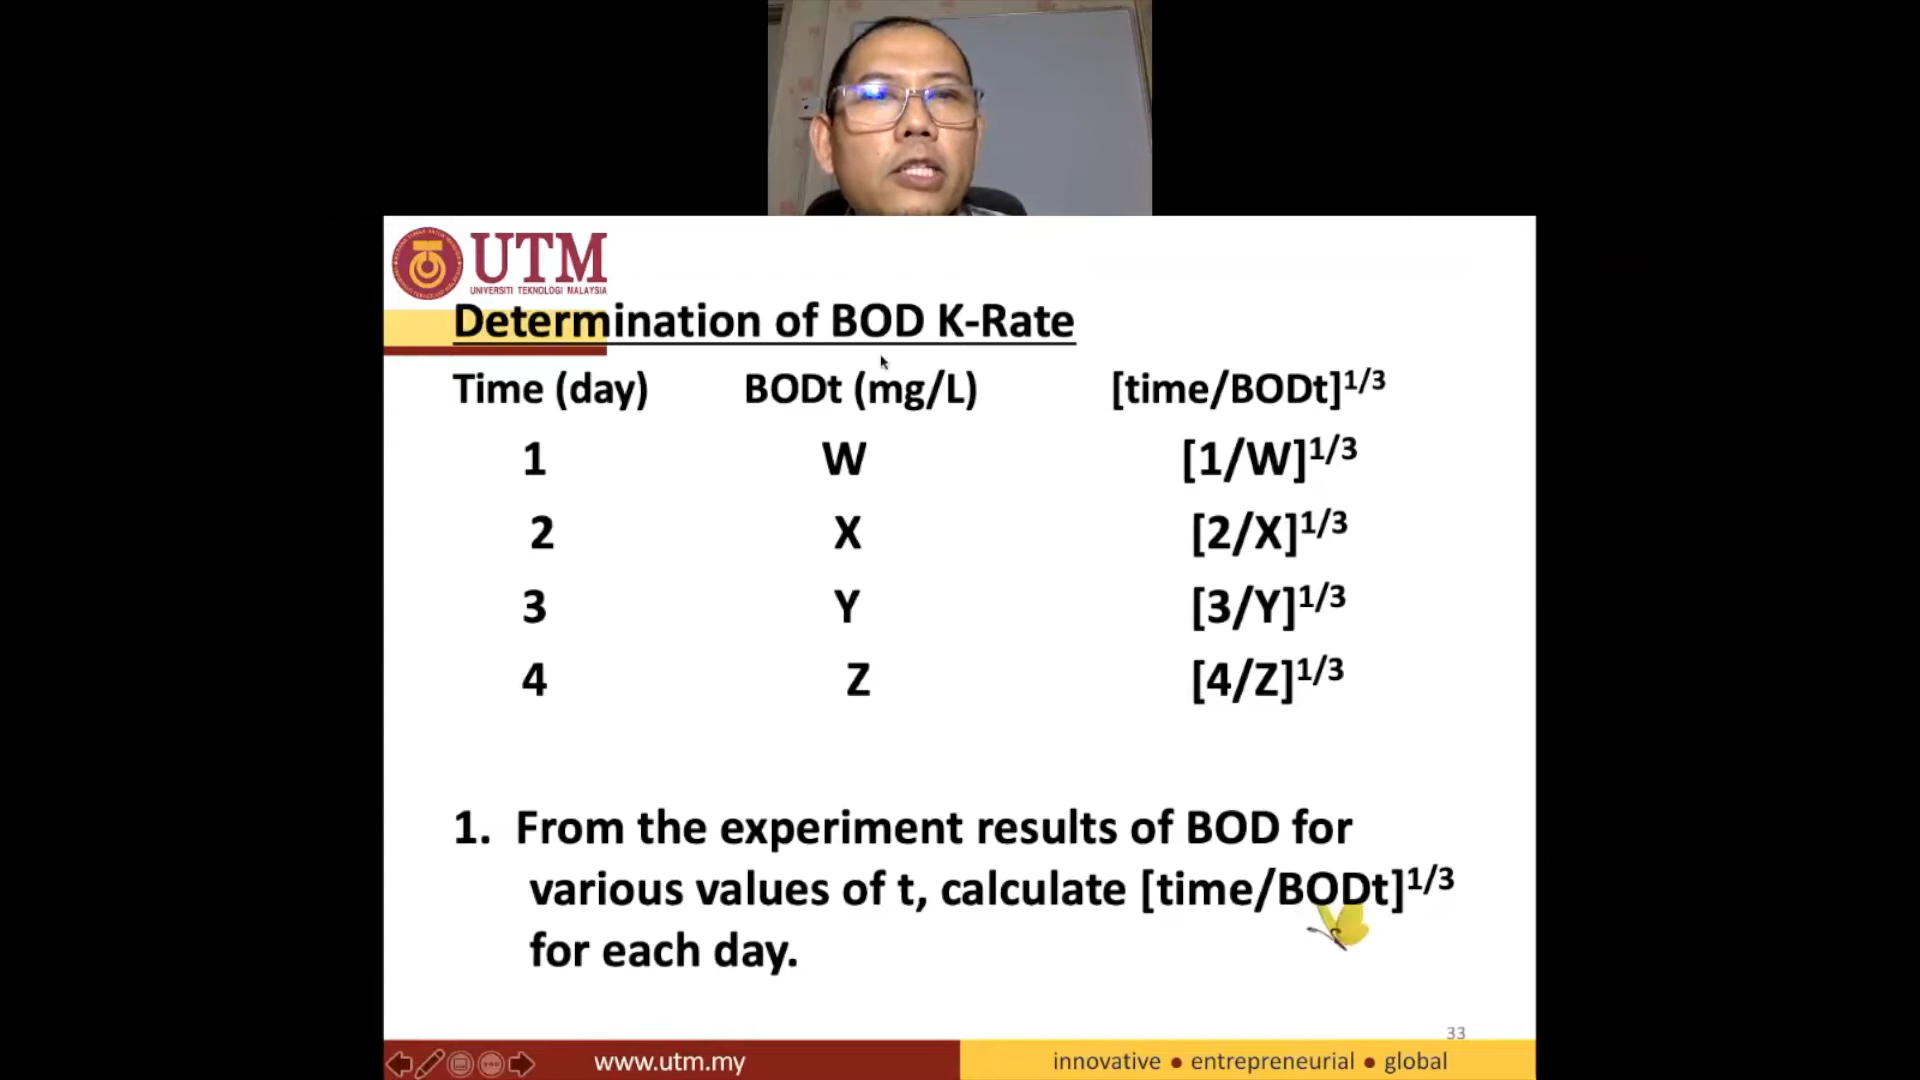 UTM
UNIVERSITI TEKNOLOGI MALAYSIA
Determination of BOD K-Rate
Time (day) BODt (mg/L) [time/BODt]1/3
1 W [1/W]1/3
2 X [2/X]1/3
3 Y [3/Y]1/3
4 Z [4/Z]1/3
1. From the experiment results of BOD for
various values of t, calculate [time/BODt]1/3
for each day.
33
www.utm.my innovative ● entrepreneurial ● global